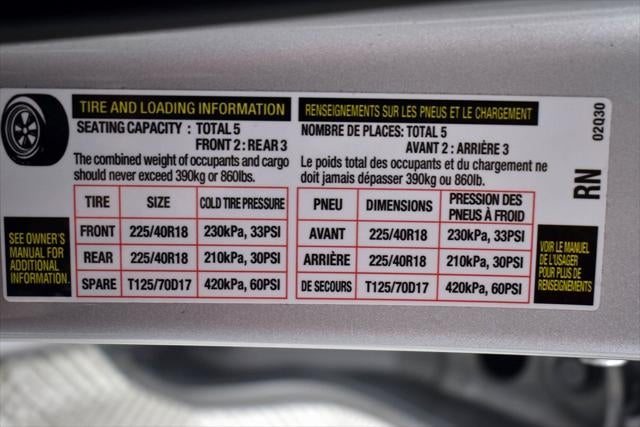 TIRE AND LOADING INFORMATION
SEATING CAPACITY : TOTAL 5
FRONT 2 : REAR 3
The combined weight of occupants and cargo
should never exceed 390kg or 860lbs.
TIRE SIZE COLD TIRE PRESSURE
FRONT 225/40R18 230kPa, 33PSI
REAR 225/40R18 210kPa, 30PSI
SPARE T125/70D17 420kPa, 60PSI
SEE OWNER'S
MANUAL FOR
ADDITIONAL
INFORMATION.
RENSEIGNEMENTS SUR LES PNEUS ET LE CHARGEMENT
NOMBRE DE PLACES: TOTAL 5
AVANT 2 : ARRIÈRE 3
Le poids total des occupants et du chargement ne
doit jamais dépasser 390kg ou 860lb.
PNEU DIMENSIONS PRESSION DES
PNEUS À FROID
AVANT 225/40R18 230kPa, 33PSI
ARRIÈRE 225/40R18 210kPa, 30PSI
DE SECOURS T125/70D17 420kPa, 60PSI
VOIR LE MANUEL
DE L'USAGER
POUR PLUS DE
RENSEIGNEMENTS
RN
02Q30